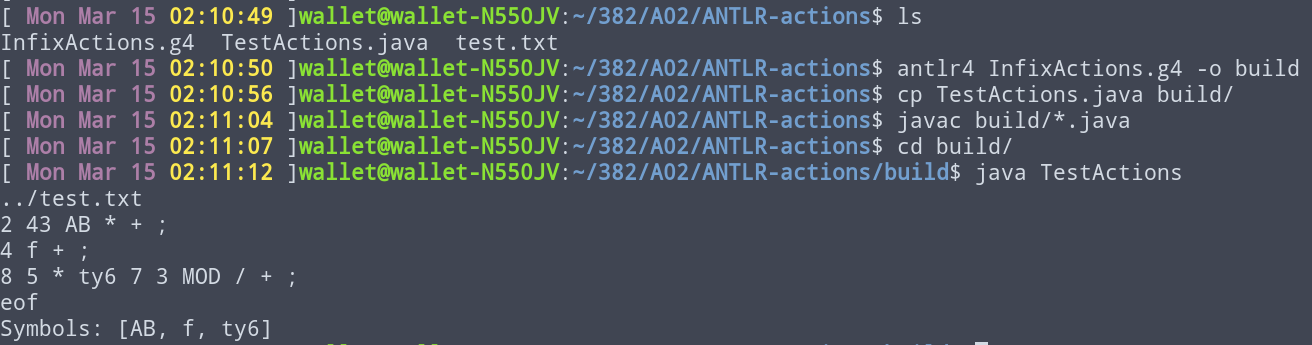 [ Mon Mar 15 02:10:49 ]wallet@wallet-N550JV:~/382/A02/ANTLR-actions$ ls
InfixActions.g4  TestActions.java  test.txt
[ Mon Mar 15 02:10:50 ]wallet@wallet-N550JV:~/382/A02/ANTLR-actions$ antlr4 InfixActions.g4 -o build
[ Mon Mar 15 02:10:56 ]wallet@wallet-N550JV:~/382/A02/ANTLR-actions$ cp TestActions.java build/
[ Mon Mar 15 02:11:04 ]wallet@wallet-N550JV:~/382/A02/ANTLR-actions$ javac build/*.java
[ Mon Mar 15 02:11:07 ]wallet@wallet-N550JV:~/382/A02/ANTLR-actions$ cd build/
[ Mon Mar 15 02:11:12 ]wallet@wallet-N550JV:~/382/A02/ANTLR-actions/build$ java TestActions
../test.txt
2 43 AB * + ;
4 f + ;
8 5 * ty6 7 3 MOD / + ;
eof
Symbols: [AB, f, ty6]